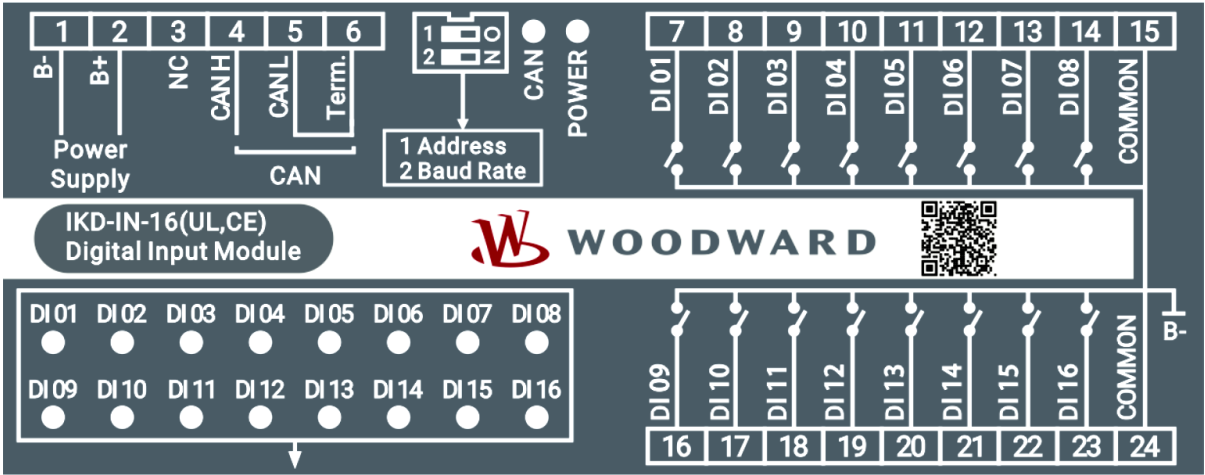 1 2 3 4 5 6
B- B+ NC CAN H CAN L Term.
Power
Supply
CAN
1 O
2 N
1 Address
2 Baud Rate
CAN
POWER
7 8 9 10 11 12 13 14 15
DI 01 DI 02 DI 03 DI 04 DI 05 DI 06 DI 07 DI 08 COMMON
IKD-IN-16(UL,CE)
Digital Input Module
W WOODWARD
DI 01 DI 02 DI 03 DI 04 DI 05 DI 06 DI 07 DI 08
DI 09 DI 10 DI 11 DI 12 DI 13 DI 14 DI 15 DI 16
B-
DI 09 DI 10 DI 11 DI 12 DI 13 DI 14 DI 15 DI 16 COMMON
16 17 18 19 20 21 22 23 24